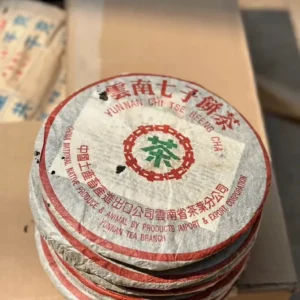 雲南七子餅茶
YUNNAN CHI TSE BEENG CHA
茶
中國土產畜產進出口公司雲南省茶葉分公司
CHINA NATIONAL NATIVE PRODUCE & ANIMAL BY PRODUCTS IMPORT & EXPORT CORPORATION
YUNNAN TEA BRANCH